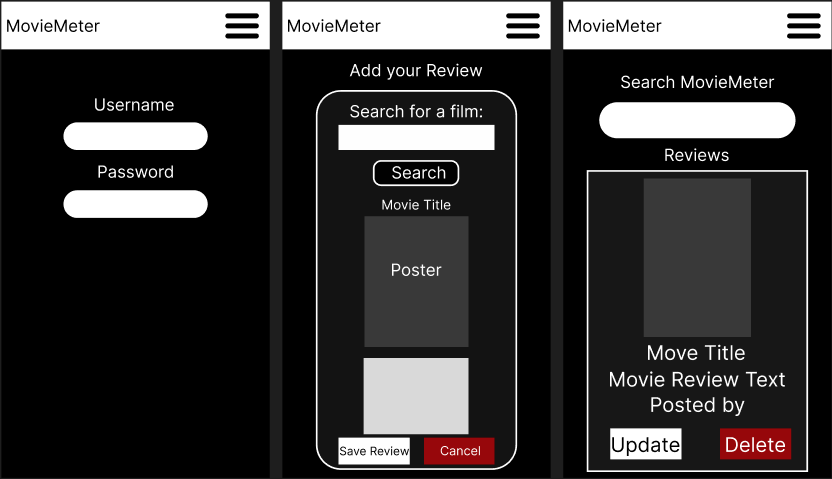 MovieMeter
Username
Password
MovieMeter
Add your Review
Search for a film:
Search
Movie Title
Poster
Save Review
Cancel
MovieMeter
Search MovieMeter
Reviews
Move Title
Movie Review Text
Posted by
Update
Delete